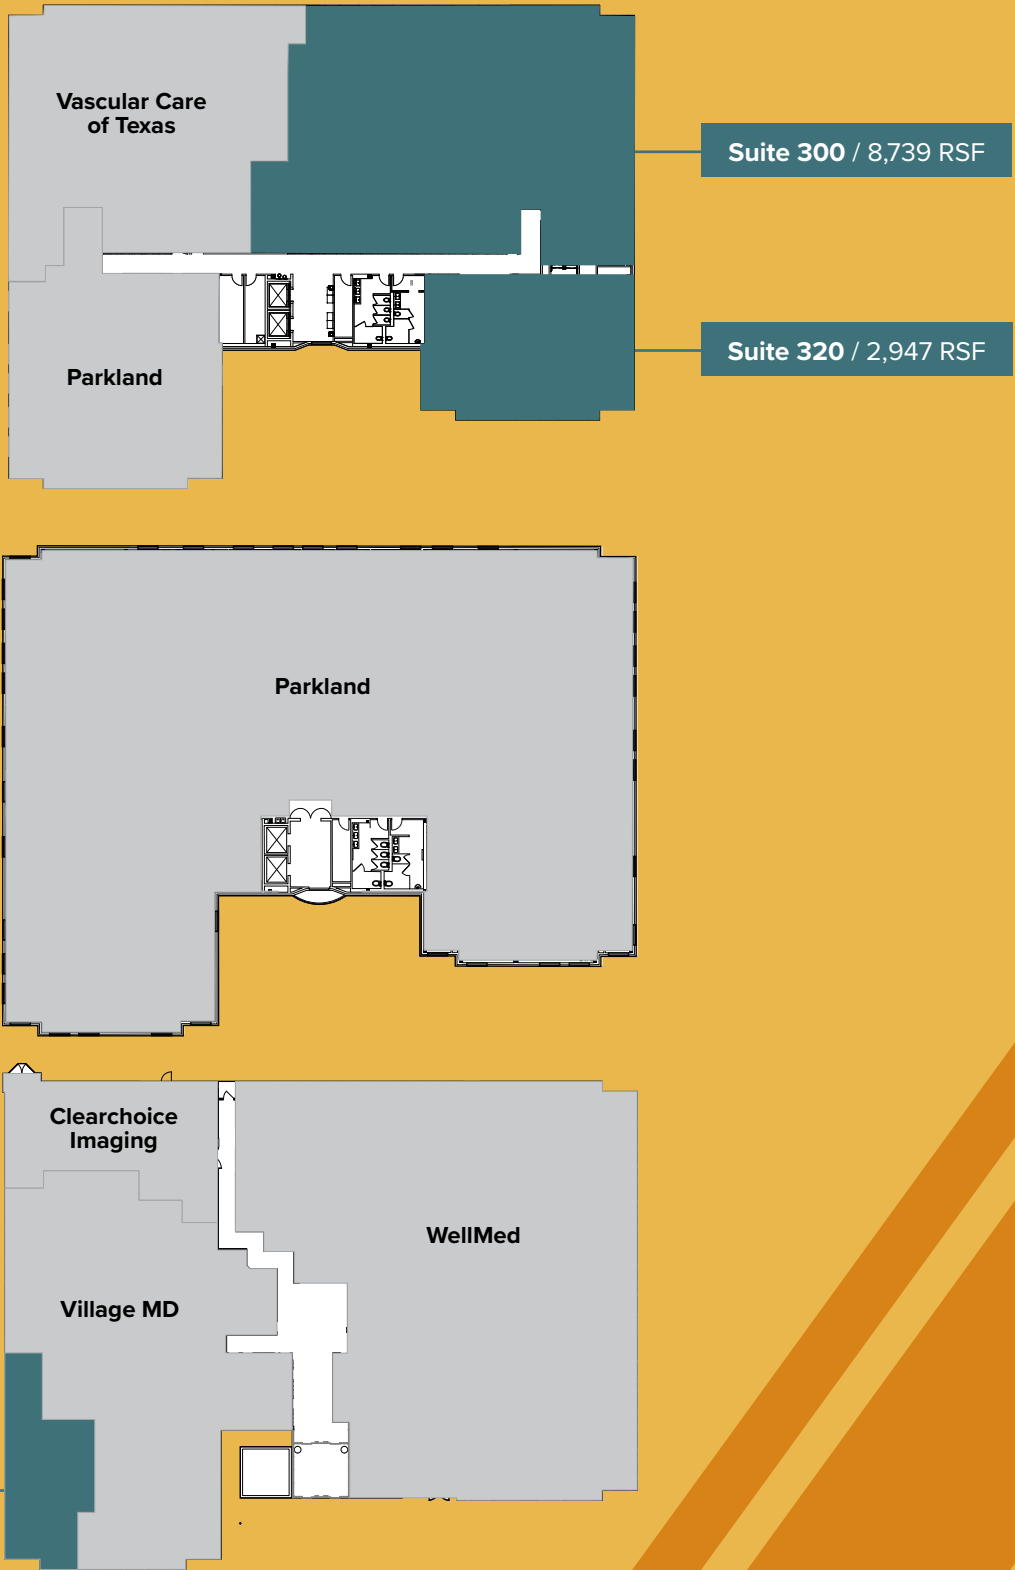 Vascular Care
of Texas
Suite 300 / 8,739 RSF
Suite 320 / 2,947 RSF
Parkland
Parkland
Clearchoice
Imaging
WellMed
Village MD